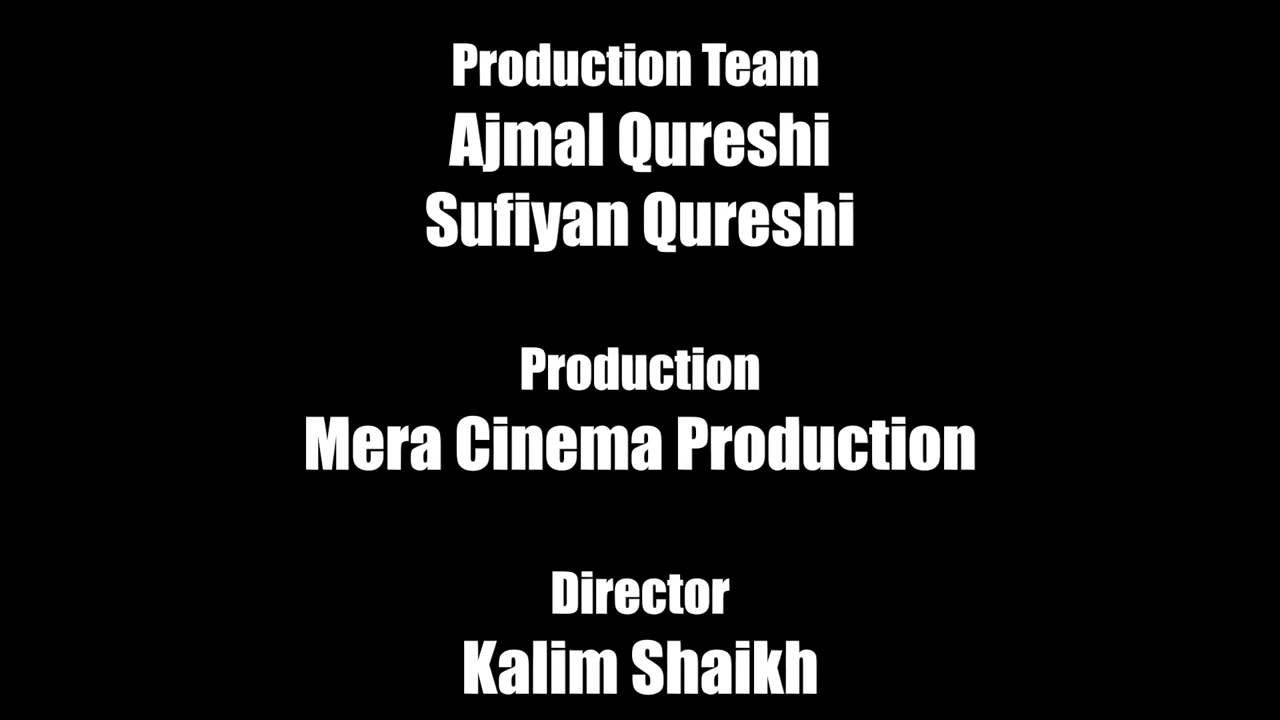 Production Team
Ajmal Qureshi
Sufiyan Qureshi
Production
Mera Cinema Production
Director
Kalim Shaikh